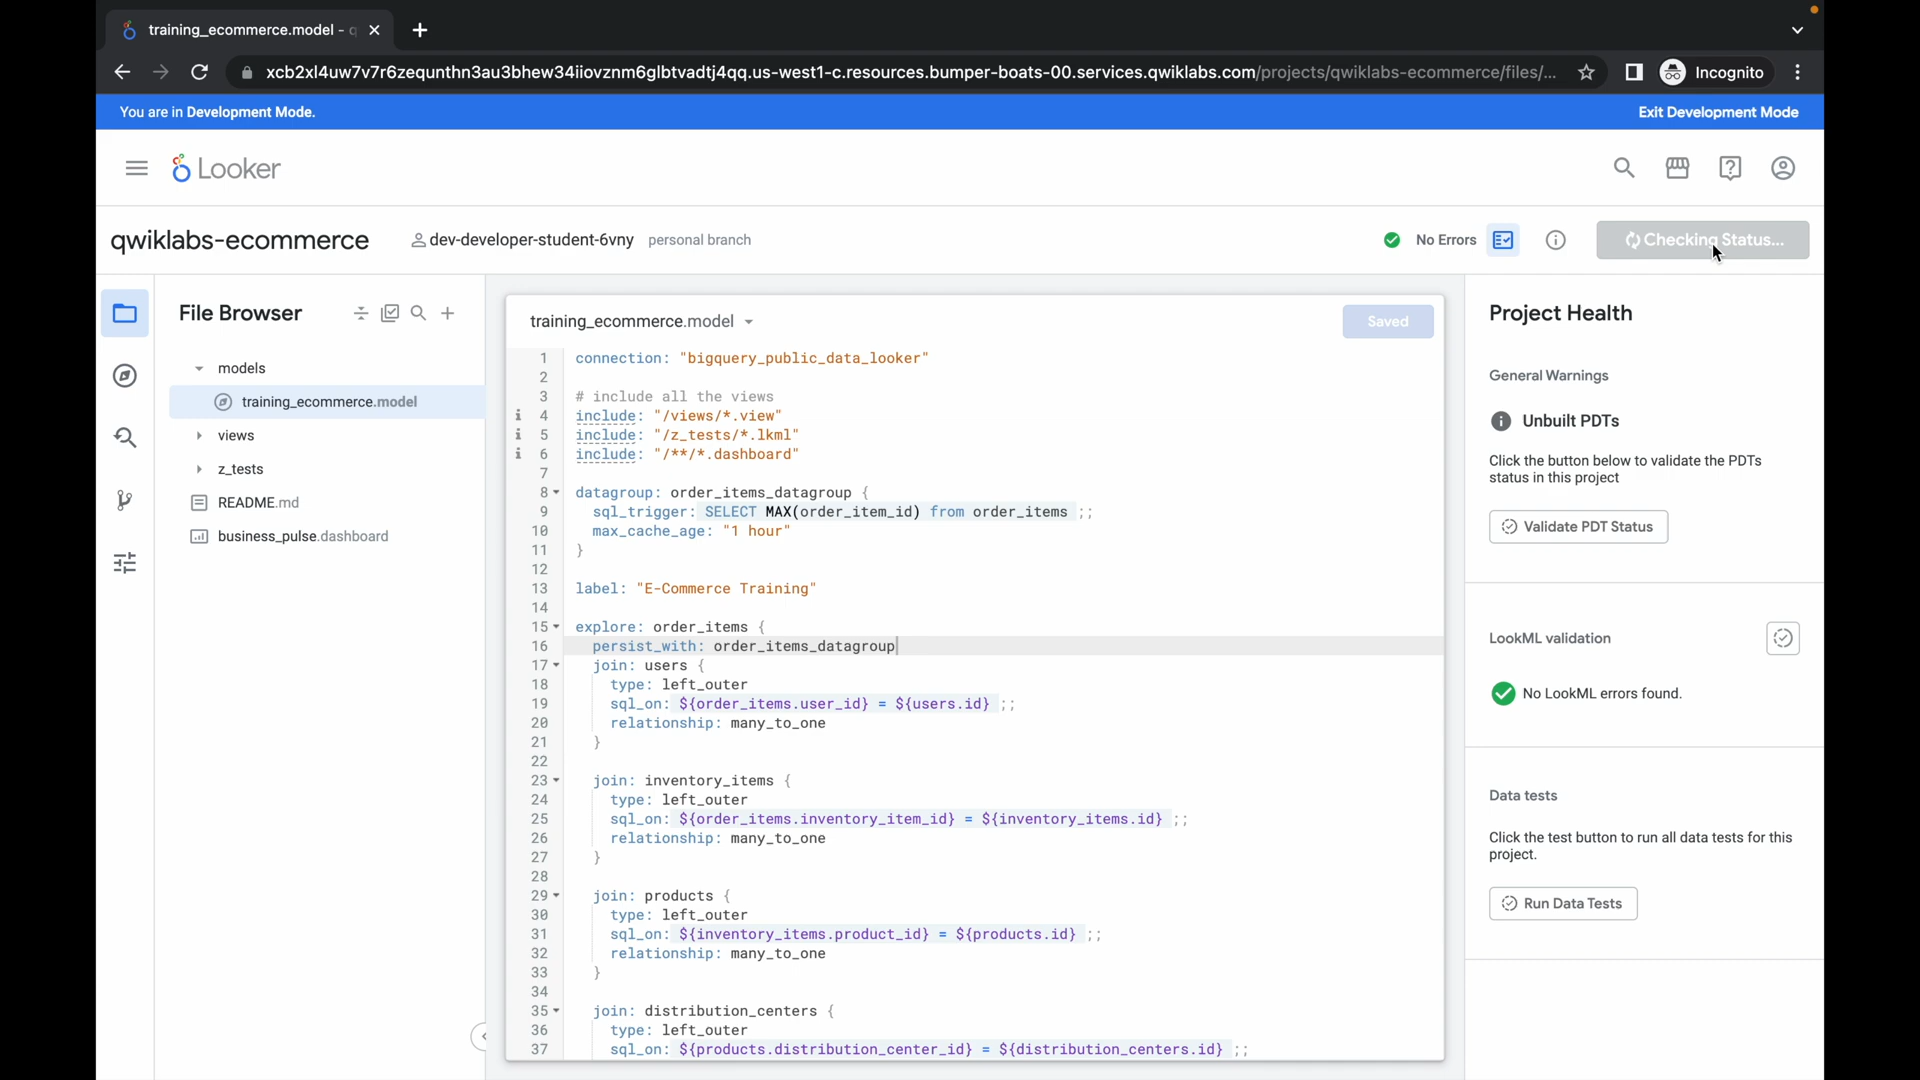 training_ecommerce.model - q
xcb2xl4uw7v7r6zequnthn3au3bhew34iiovznm6glbtvadtj4qq.us-west1-c.resources.bumper-boats-00.services.qwiklabs.com/projects/qwiklabs-ecommerce/files/...
Incognito
You are in Development Mode.
Exit Development Mode
Looker
qwiklabs-ecommerce
dev-developer-student-6vny personal branch
No Errors
Checking Status...
File Browser
models
training_ecommerce.model
views
z_tests
README.md
business_pulse.dashboard
training_ecommerce.model
Saved
1 connection: "bigquery_public_data_looker"
2
3 # include all the views
4 include: "/views/*.view"
5 include: "/z_tests/*.lkml"
6 include: "/**/*.dashboard"
7
8 datagroup: order_items_datagroup {
9 sql_trigger: SELECT MAX(order_item_id) from order_items ;;
10 max_cache_age: "1 hour"
11 }
12
13 label: "E-Commerce Training"
14
15 explore: order_items {
16 persist_with: order_items_datagroup
17 join: users {
18 type: left_outer
19 sql_on: ${order_items.user_id} = ${users.id} ;;
20 relationship: many_to_one
21 }
22
23 join: inventory_items {
24 type: left_outer
25 sql_on: ${order_items.inventory_item_id} = ${inventory_items.id} ;;
26 relationship: many_to_one
27 }
28
29 join: products {
30 type: left_outer
31 sql_on: ${inventory_items.product_id} = ${products.id} ;;
32 relationship: many_to_one
33 }
34
35 join: distribution_centers {
36 type: left_outer
37 sql_on: ${products.distribution_center_id} = ${distribution_centers.id} ;;
Project Health
General Warnings
Unbuilt PDTs
Click the button below to validate the PDTs
status in this project
Validate PDT Status
LookML validation
No LookML errors found.
Data tests
Click the test button to run all data tests for this
project.
Run Data Tests